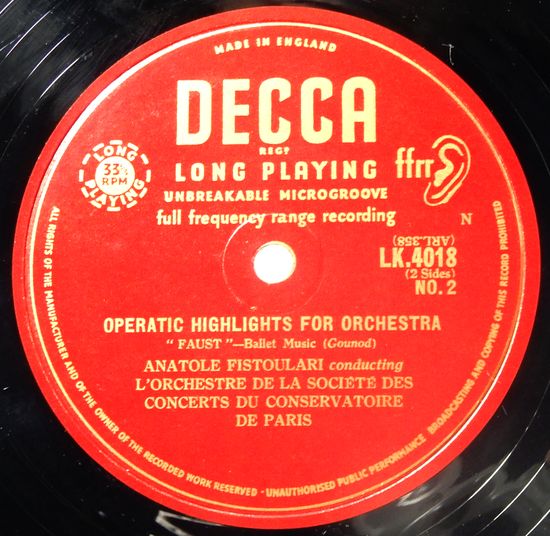 MADE IN ENGLAND
DECCA
REGD
LONG PLAYING
33⅓
RPM
LONG PLAYING
ffrr
UNBREAKABLE MICROGROOVE
full frequency range recording
N
(ARL.358)
LK.4018
(2 Sides)
NO. 2
OPERATIC HIGHLIGHTS FOR ORCHESTRA
“ FAUST ”—Ballet Music (Gounod)
ANATOLE FISTOULARI conducting
L'ORCHESTRE DE LA SOCIÉTÉ DES
CONCERTS DU CONSERVATOIRE
DE PARIS
ALL RIGHTS OF THE MANUFACTURER AND OF THE OWNER OF THE RECORDED WORK RESERVED - UNAUTHORISED PUBLIC PERFORMANCE BROADCASTING AND COPYING OF THIS RECORD PROHIBITED